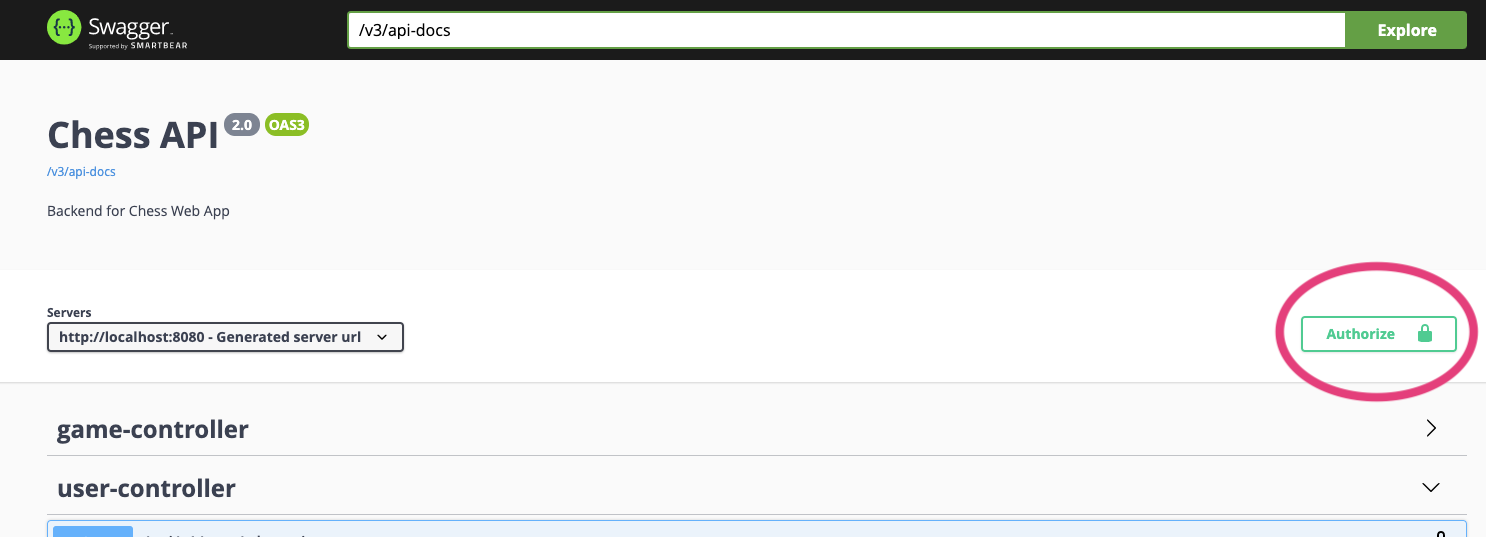 Swagger
Supported by SMARTBEAR
/v3/api-docs
Explore
Chess API 2.0 OAS3
/v3/api-docs
Backend for Chess Web App
Servers
http://localhost:8080 - Generated server url
Authorize
game-controller
user-controller